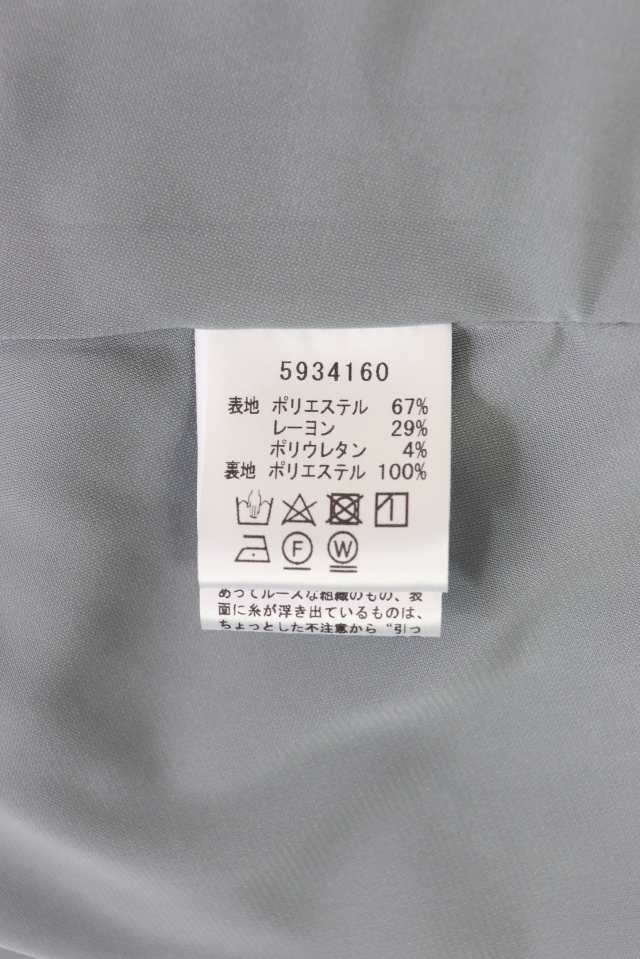 5934160
表地 ポリエステル 67%
レーヨン 29%
ポリウレタン 4%
裏地 ポリエステル 100%
F W
めってルーズな組織のもの、表
面に糸が浮き出ているものは、
ちょっとした不注意から“引っ